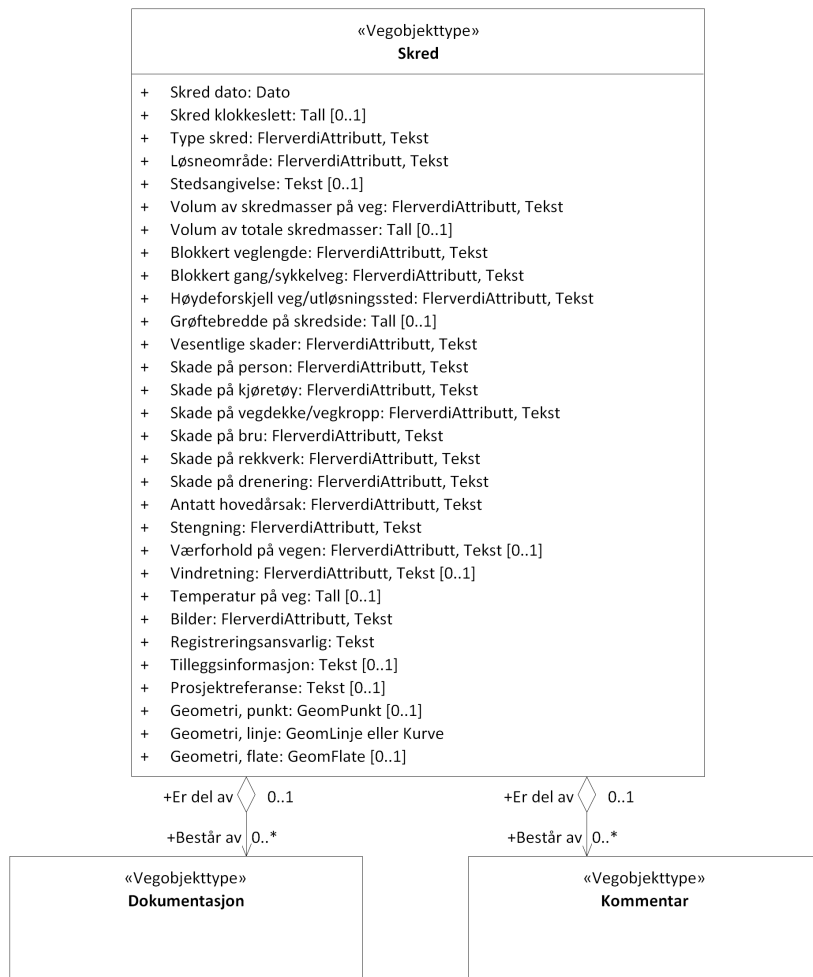 «Vegobjekttype»
Skred
+ Skred dato: Dato
+ Skred klokkeslett: Tall [0..1]
+ Type skred: FlerverdiAttributt, Tekst
+ Løsneområde: FlerverdiAttributt, Tekst
+ Stedsangivelse: Tekst [0..1]
+ Volum av skredmasser på veg: FlerverdiAttributt, Tekst
+ Volum av totale skredmasser: Tall [0..1]
+ Blokkert veglengde: FlerverdiAttributt, Tekst
+ Blokkert gang/sykkelveg: FlerverdiAttributt, Tekst
+ Høydeforskjell veg/utløsningssted: FlerverdiAttributt, Tekst
+ Grøftebredde på skredside: Tall [0..1]
+ Vesentlige skader: FlerverdiAttributt, Tekst
+ Skade på person: FlerverdiAttributt, Tekst
+ Skade på kjøretøy: FlerverdiAttributt, Tekst
+ Skade på vegdekke/vegkropp: FlerverdiAttributt, Tekst
+ Skade på bru: FlerverdiAttributt, Tekst
+ Skade på rekkverk: FlerverdiAttributt, Tekst
+ Skade på drenering: FlerverdiAttributt, Tekst
+ Antatt hovedårsak: FlerverdiAttributt, Tekst
+ Stengning: FlerverdiAttributt, Tekst
+ Værforhold på vegen: FlerverdiAttributt, Tekst [0..1]
+ Vindretning: FlerverdiAttributt, Tekst [0..1]
+ Temperatur på veg: Tall [0..1]
+ Bilder: FlerverdiAttributt, Tekst
+ Registreringsansvarlig: Tekst
+ Tilleggsinformasjon: Tekst [0..1]
+ Prosjektreferanse: Tekst [0..1]
+ Geometri, punkt: GeomPunkt [0..1]
+ Geometri, linje: GeomLinje eller Kurve
+ Geometri, flate: GeomFlate [0..1]
+Er del av 0..1
+Består av 0..*
«Vegobjekttype»
Dokumentasjon
+Er del av 0..1
+Består av 0..*
«Vegobjekttype»
Kommentar